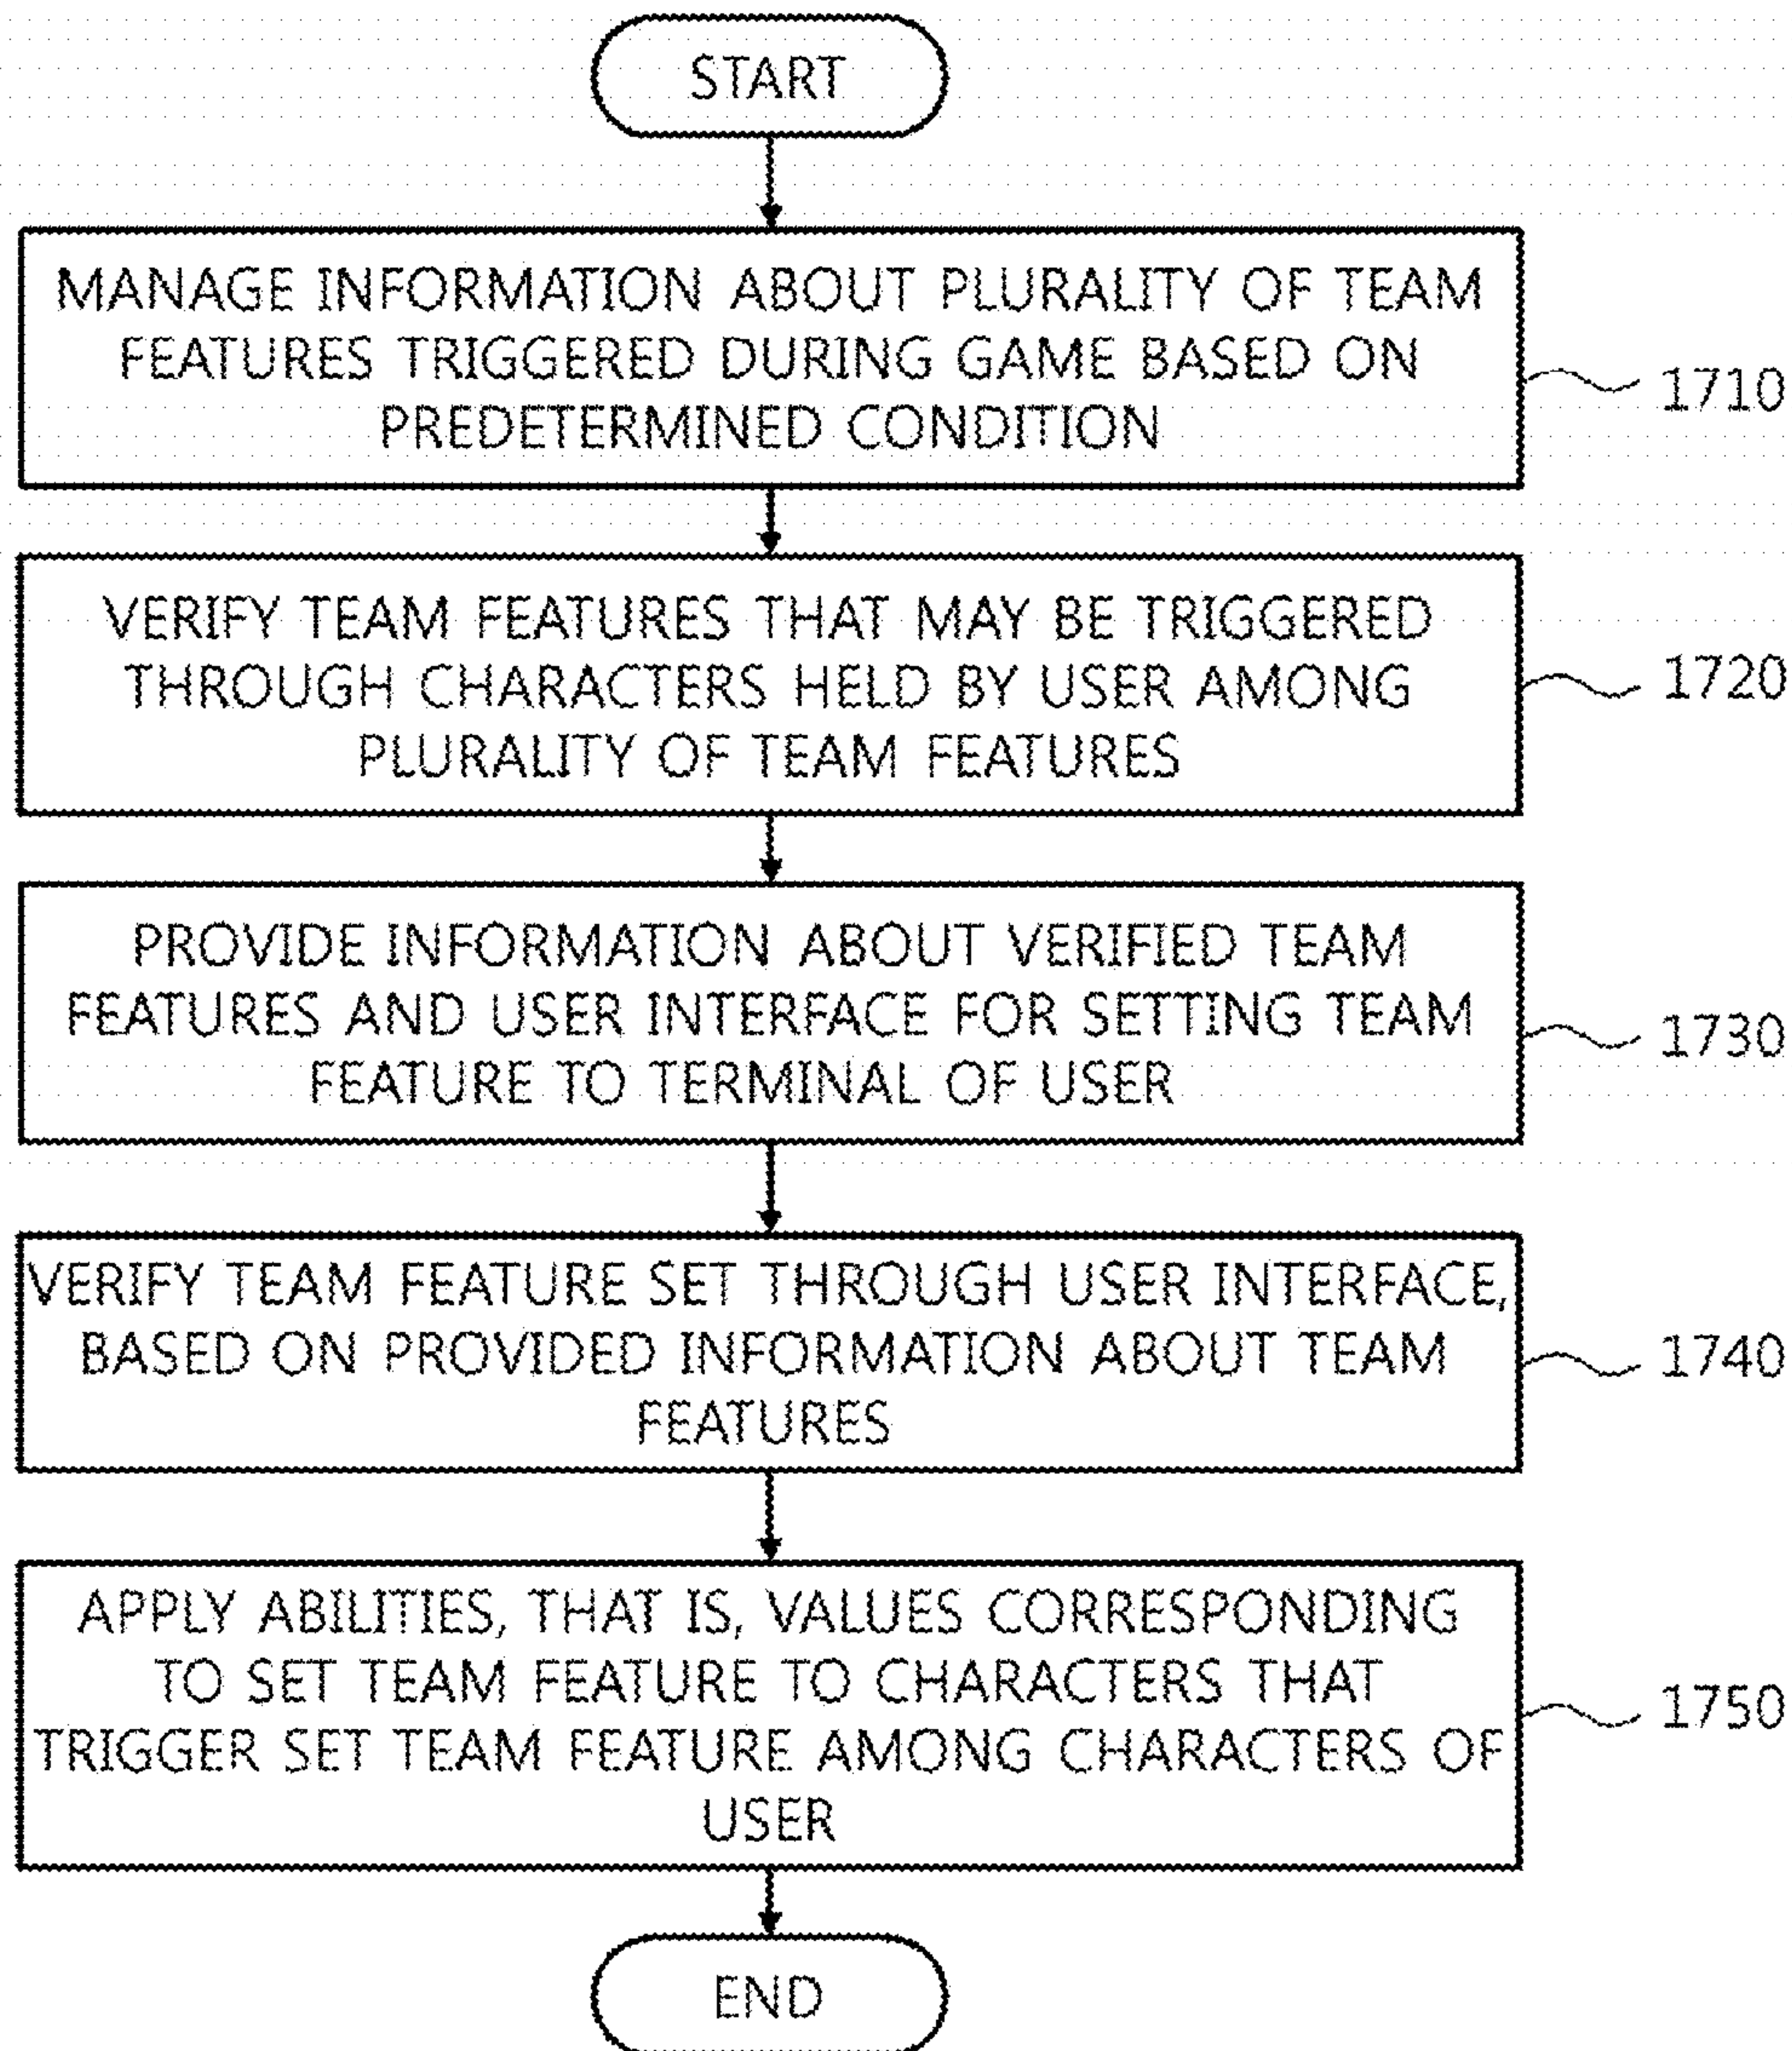 START
MANAGE INFORMATION ABOUT PLURALITY OF TEAM
FEATURES TRIGGERED DURING GAME BASED ON
PREDETERMINED CONDITION
1710
VERIFY TEAM FEATURES THAT MAY BE TRIGGERED
THROUGH CHARACTERS HELD BY USER AMONG
PLURALITY OF TEAM FEATURES
1720
PROVIDE INFORMATION ABOUT VERIFIED TEAM
FEATURES AND USER INTERFACE FOR SETTING TEAM
FEATURE TO TERMINAL OF USER
1730
VERIFY TEAM FEATURE SET THROUGH USER INTERFACE,
BASED ON PROVIDED INFORMATION ABOUT TEAM
FEATURES
1740
APPLY ABILITIES, THAT IS, VALUES CORRESPONDING
TO SET TEAM FEATURE TO CHARACTERS THAT
TRIGGER SET TEAM FEATURE AMONG CHARACTERS OF
USER
1750
END